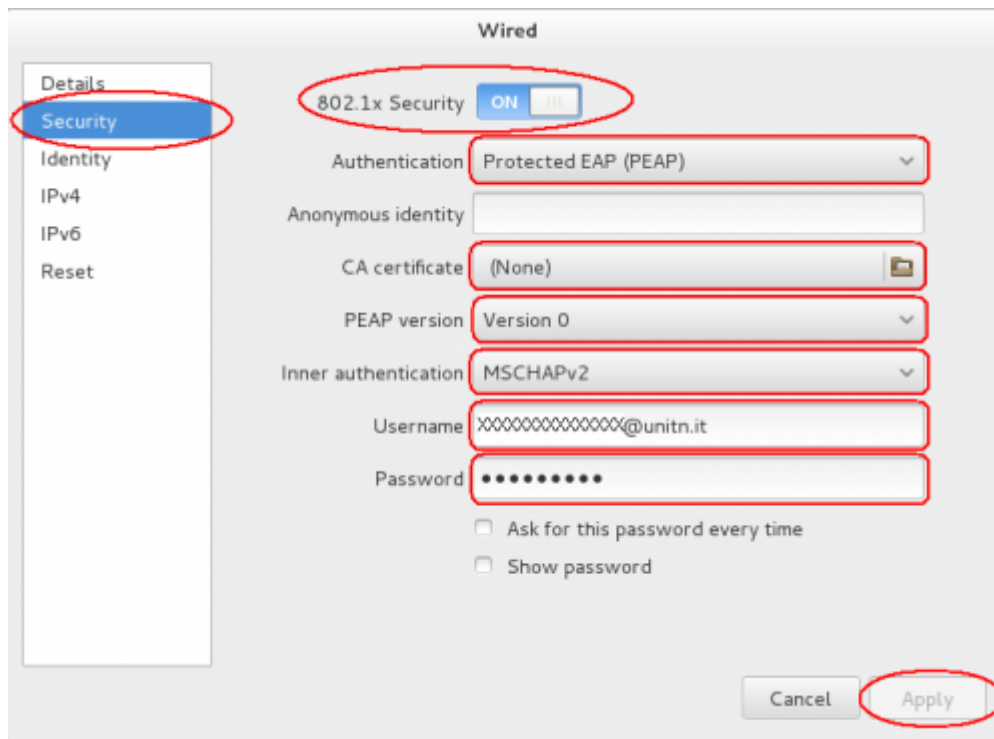 Wired
Details
Security
Identity
IPv4
IPv6
Reset
802.1x Security ON
Authentication Protected EAP (PEAP)
Anonymous identity
CA certificate (None)
PEAP version Version 0
Inner authentication MSCHAPv2
Username XXXXXXXXXXXXXXX@unitn.it
Password •••••••••
Ask for this password every time
Show password
Cancel Apply